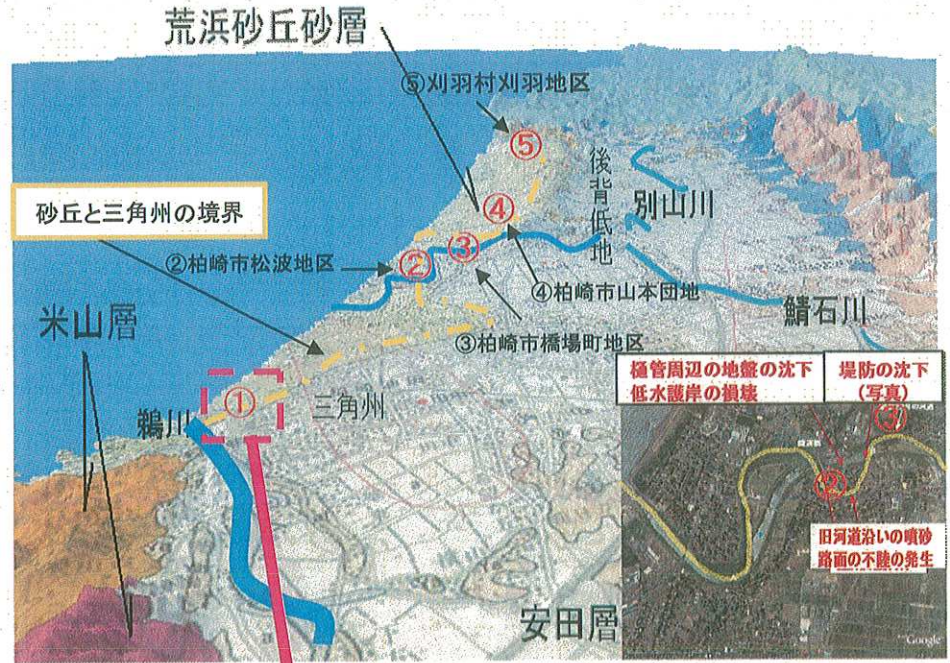 荒浜砂丘砂層
⑤刈羽村刈羽地区
⑤
後背低地
別山川
④
砂丘と三角州の境界
③
②柏崎市松波地区
②
④柏崎市山本団地
米山層
鯖石川
③柏崎市橋場町地区
樋管周辺の地盤の沈下
低水護岸の損壊
堤防の沈下
(写真)
①
三角州
鵜川
③
②
旧河道沿いの噴砂
路面の不陸の発生
安田層
Google